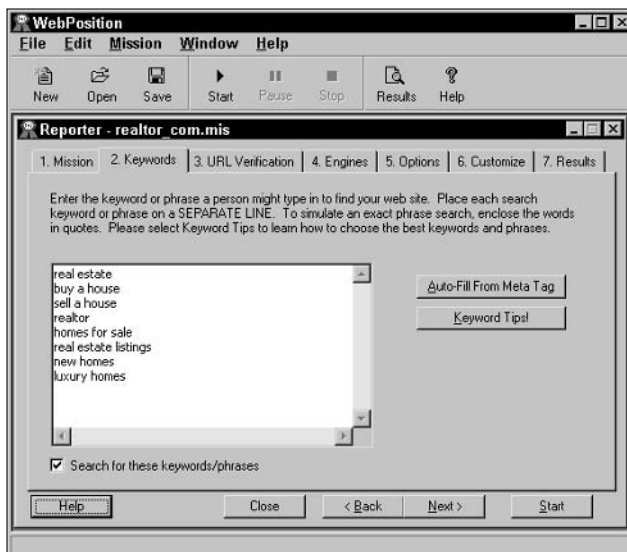 WebPosition
File Edit Mission Window Help
New Open Save Start Pause Stop Results Help
Reporter - realtor_com.mis
1. Mission 2. Keywords 3. URL Verification 4. Engines 5. Options 6. Customize 7. Results
Enter the keyword or phrase a person might type in to find your web site. Place each search
keyword or phrase on a SEPARATE LINE. To simulate an exact phrase search, enclose the words
in quotes. Please select Keyword Tips to learn how to choose the best keywords and phrases.
real estate
buy a house
sell a house
realtor
homes for sale
real estate listings
new homes
luxury homes
Auto-Fill From Meta Tag
Keyword Tips!
Search for these keywords/phrases
Help Close < Back Next > Start